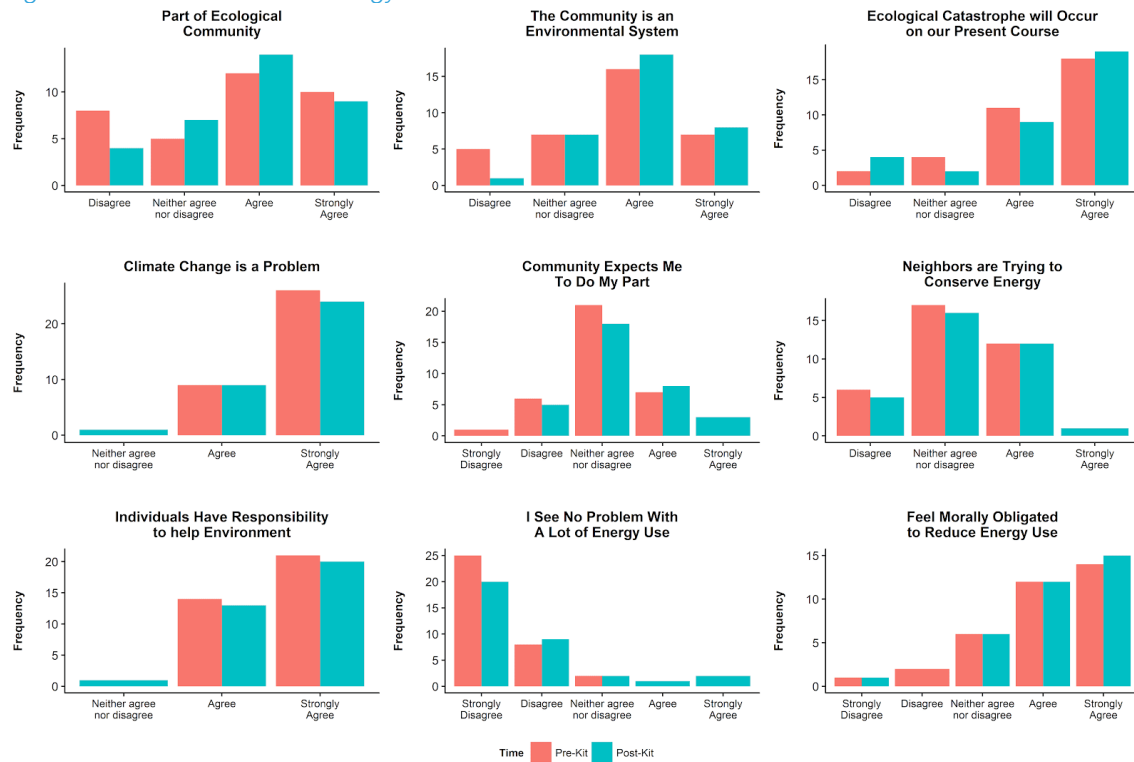 Part of Ecological
Community
Frequency
10
5
0
Disagree
Neither agree
nor disagree
Agree
Strongly
Agree
The Community is an
Environmental System
Frequency
15
10
5
0
Disagree
Neither agree
nor disagree
Agree
Strongly
Agree
Ecological Catastrophe will Occur
on our Present Course
Frequency
15
10
5
0
Disagree
Neither agree
nor disagree
Agree
Strongly
Agree
Climate Change is a Problem
Frequency
20
10
0
Neither agree
nor disagree
Agree
Strongly
Agree
Community Expects Me
To Do My Part
Frequency
20
15
10
5
0
Strongly
Disagree
Disagree
Neither agree
nor disagree
Agree
Strongly
Agree
Neighbors are Trying to
Conserve Energy
Frequency
15
10
5
0
Disagree
Neither agree
nor disagree
Agree
Strongly
Agree
Individuals Have Responsibility
to help Environment
Frequency
20
15
10
5
0
Neither agree
nor disagree
Agree
Strongly
Agree
I See No Problem With
A Lot of Energy Use
Frequency
25
20
15
10
5
0
Strongly
Disagree
Disagree
Neither agree
nor disagree
Agree
Strongly
Agree
Feel Morally Obligated
to Reduce Energy Use
Frequency
15
10
5
0
Strongly
Disagree
Disagree
Neither agree
nor disagree
Agree
Strongly
Agree
Time Pre-Kit Post-Kit